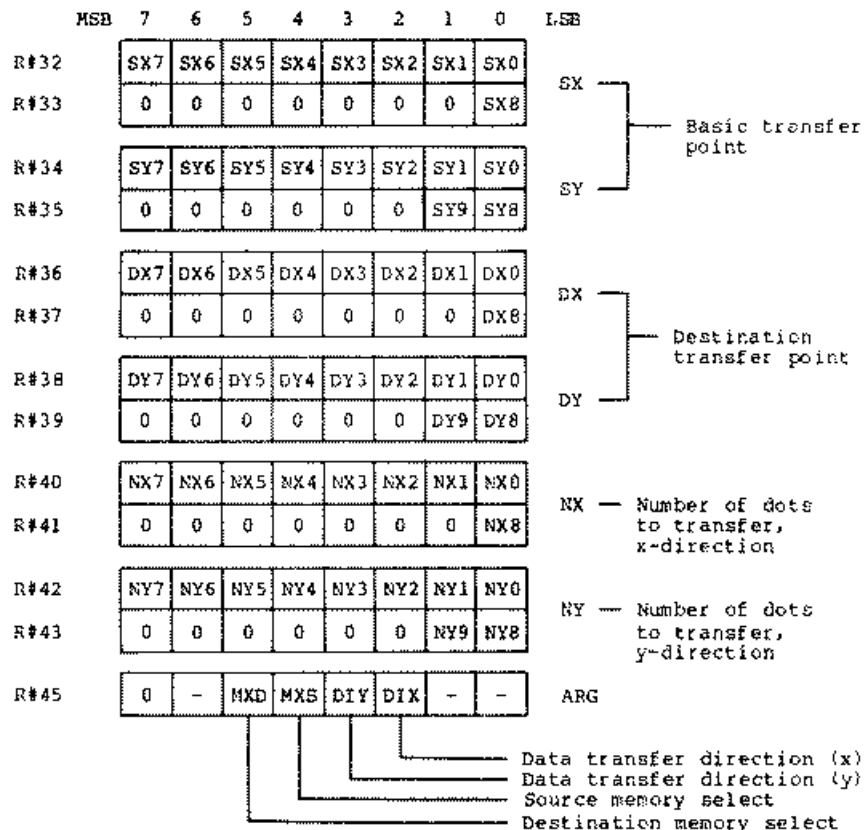 MSB 7 6 5 4 3 2 1 0 LSB
R#32 SX7 SX6 SX5 SX4 SX3 SX2 SX1 SX0
SX
R#33 0 0 0 0 0 0 0 SX8
Basic transfer
point
R#34 SY7 SY6 SY5 SY4 SY3 SY2 SY1 SY0
SY
R#35 0 0 0 0 0 0 SY9 SY8
R#36 DX7 DX6 DX5 DX4 DX3 DX2 DX1 DX0
DX
R#37 0 0 0 0 0 0 0 DX8
Destination
transfer point
R#38 DY7 DY6 DY5 DY4 DY3 DY2 DY1 DY0
DY
R#39 0 0 0 0 0 0 DY9 DY8
R#40 NX7 NX6 NX5 NX4 NX3 NX2 NX1 NX0
NX — Number of dots
to transfer,
x-direction
R#41 0 0 0 0 0 0 0 NX8
R#42 NY7 NY6 NY5 NY4 NY3 NY2 NY1 NY0
NY — Number of dots
to transfer,
y-direction
R#43 0 0 0 0 0 0 NY9 NY8
R#45 0 - MXD MXS DIY DIX - - ARG
Data transfer direction (x)
Data transfer direction (y)
Source memory select
Destination memory select